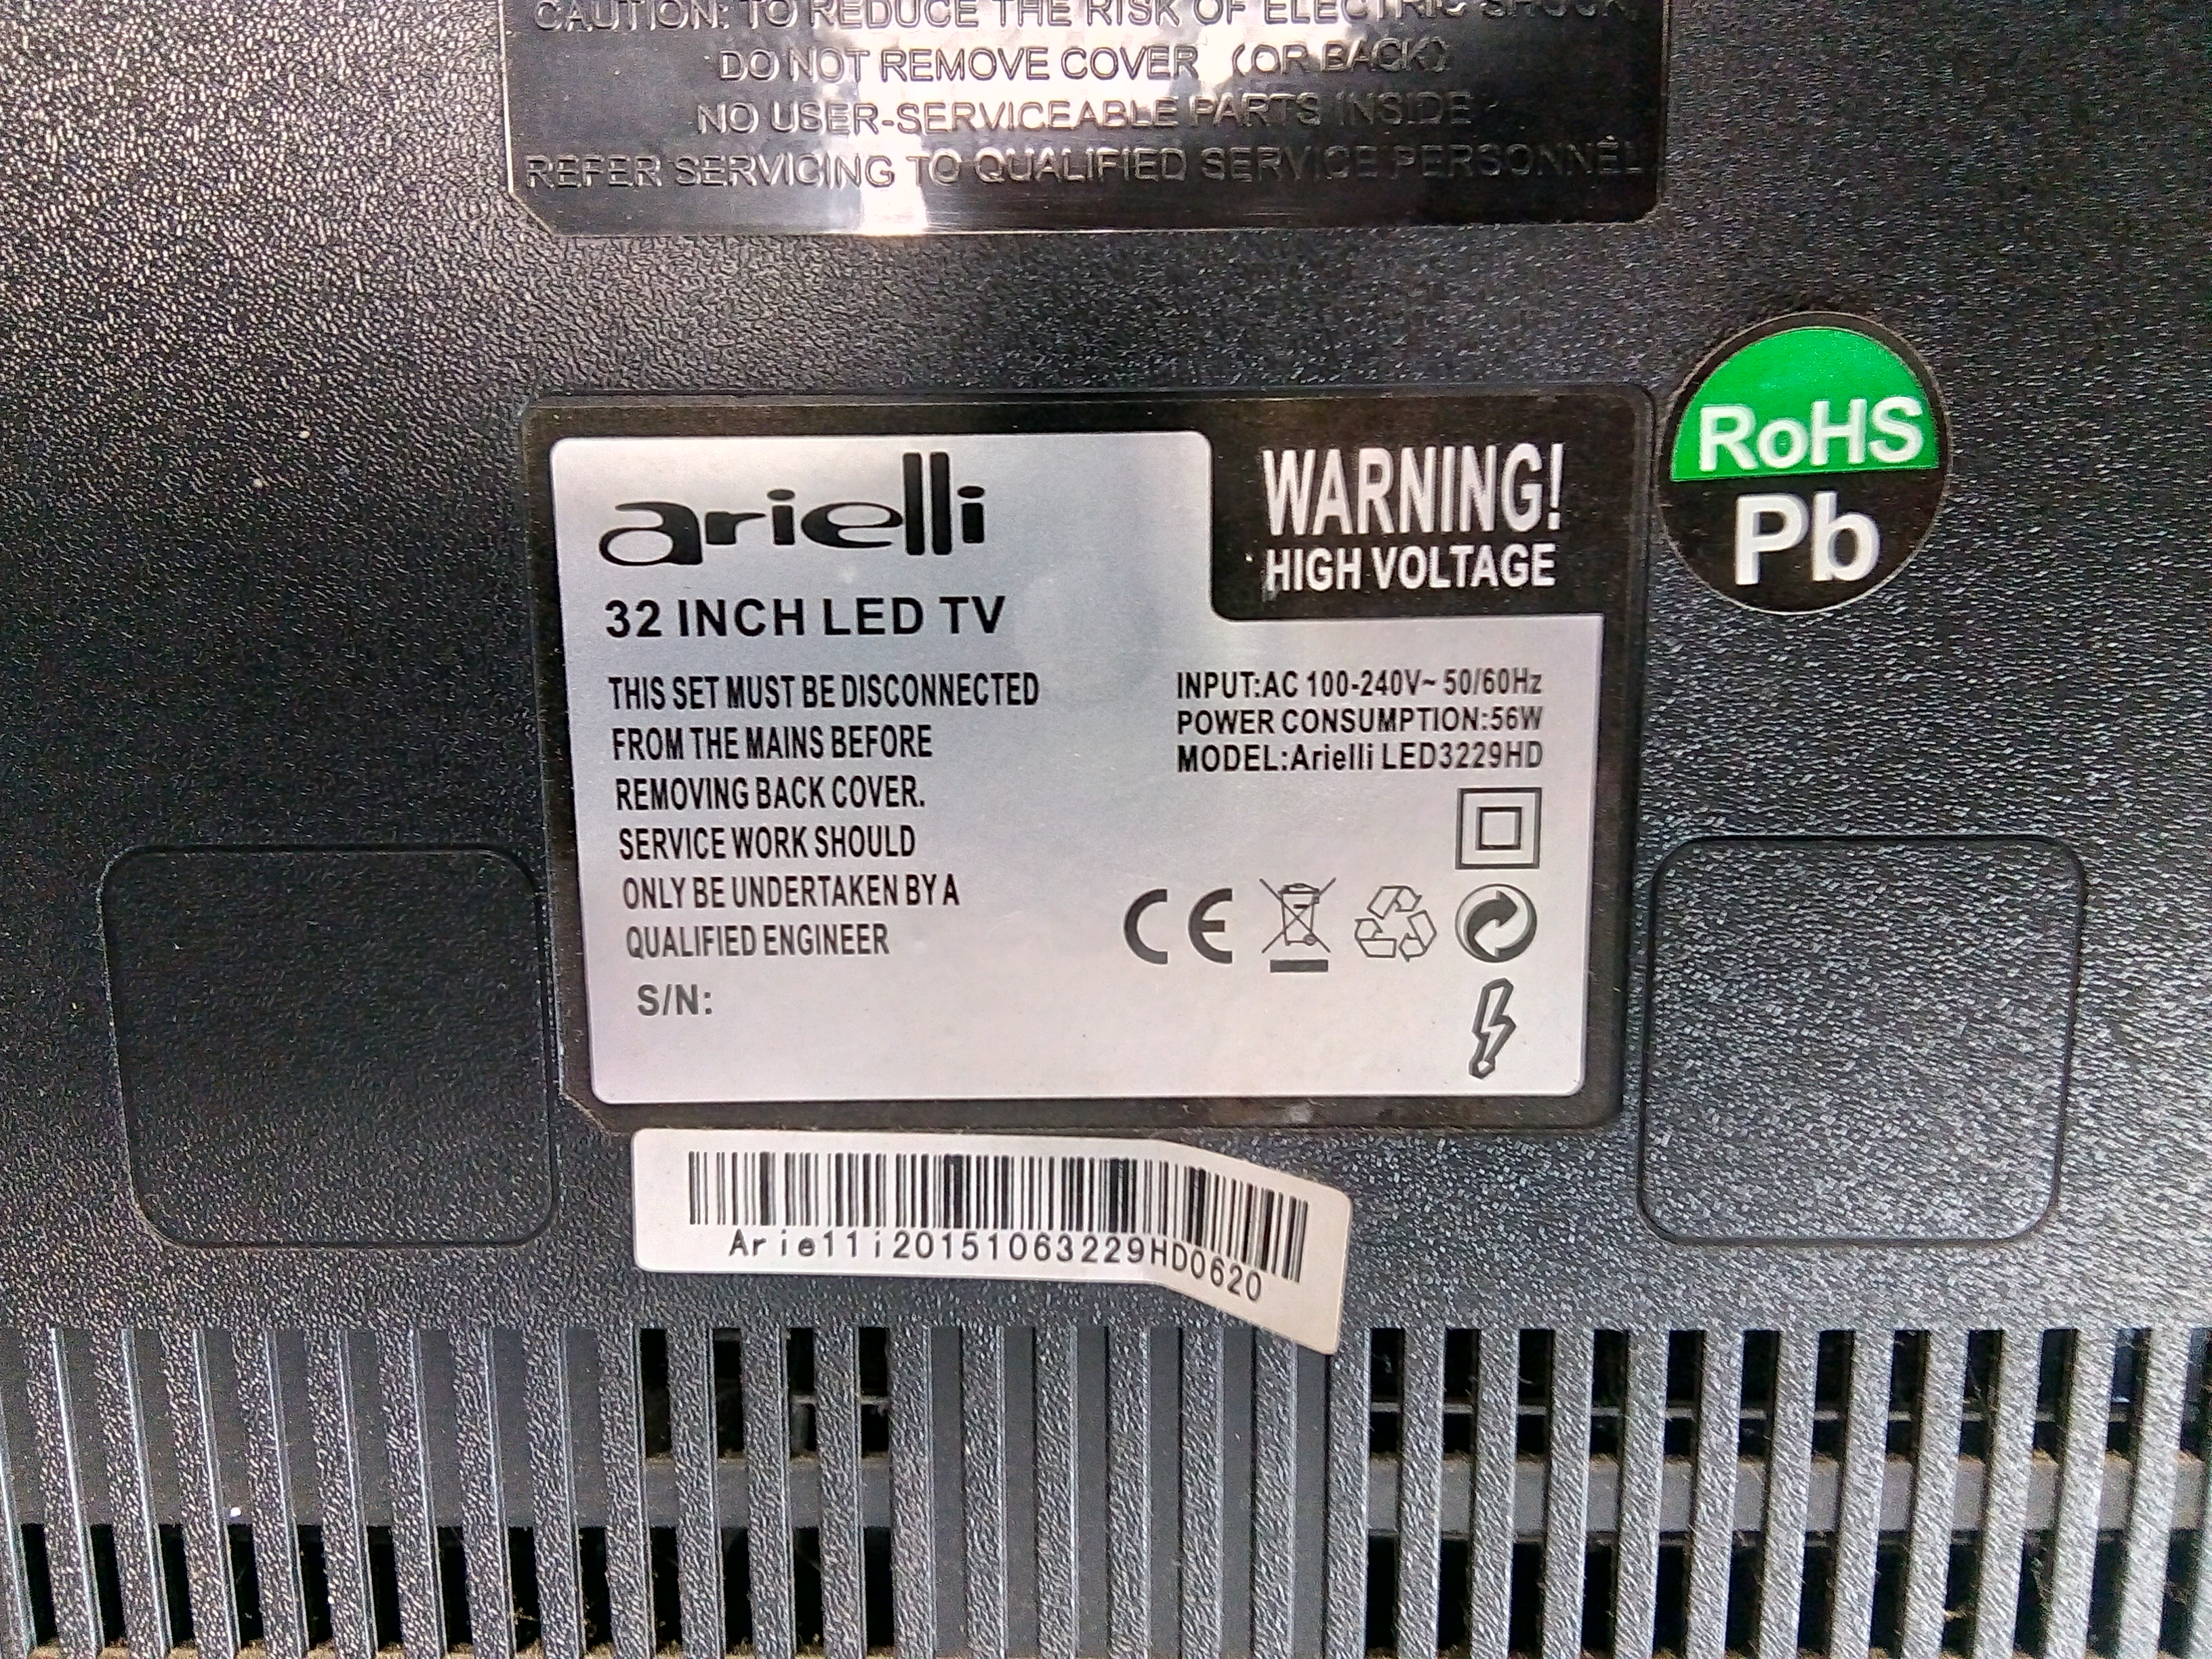 CAUTION: TO REDUCE THE RISK OF ELECTRIC SHOCK,
DO NOT REMOVE COVER (OR BACK)
NO USER-SERVICEABLE PARTS INSIDE
REFER SERVICING TO QUALIFIED SERVICE PERSONNEL
RoHS
Pb
arielli
WARNING!
HIGH VOLTAGE
32 INCH LED TV
THIS SET MUST BE DISCONNECTED
FROM THE MAINS BEFORE
REMOVING BACK COVER.
SERVICE WORK SHOULD
ONLY BE UNDERTAKEN BY A
QUALIFIED ENGINEER
S/N:
INPUT:AC 100-240V~ 50/60Hz
POWER CONSUMPTION:56W
MODEL:Arielli LED3229HD
CE
Arielli20151063229HD0620